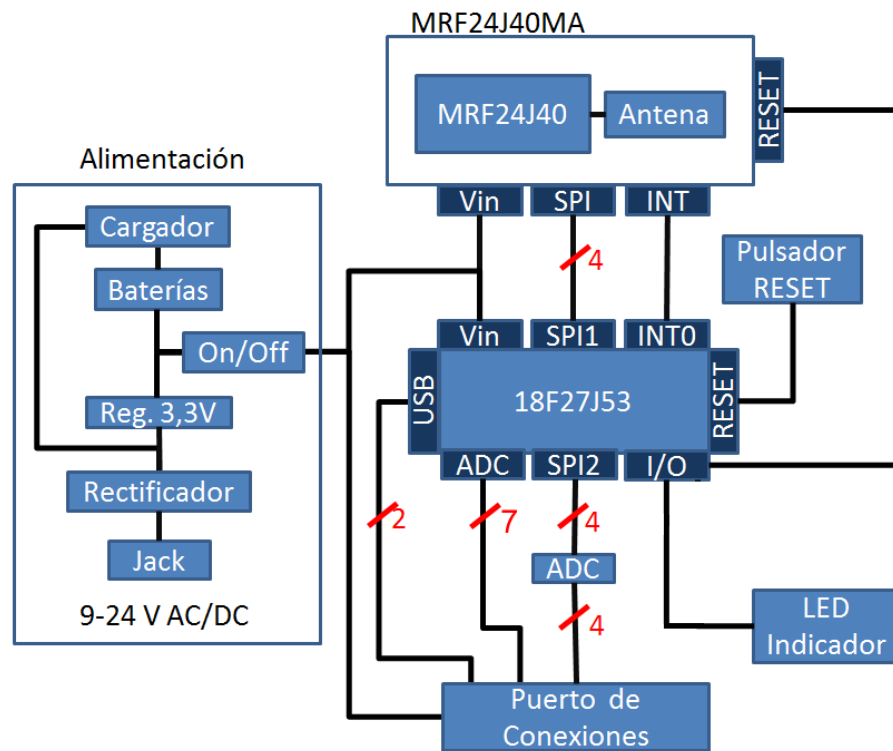 MRF24J40MA
MRF24J40
Antena
RESET
Vin
SPI
INT
Alimentación
Cargador
Baterías
On/Off
Reg. 3,3V
Rectificador
Jack
9-24 V AC/DC
4
Pulsador
RESET
Vin
SPI1
INT0
USB
18F27J53
RESET
ADC
SPI2
I/O
2
7
4
ADC
4
LED
Indicador
Puerto de
Conexiones